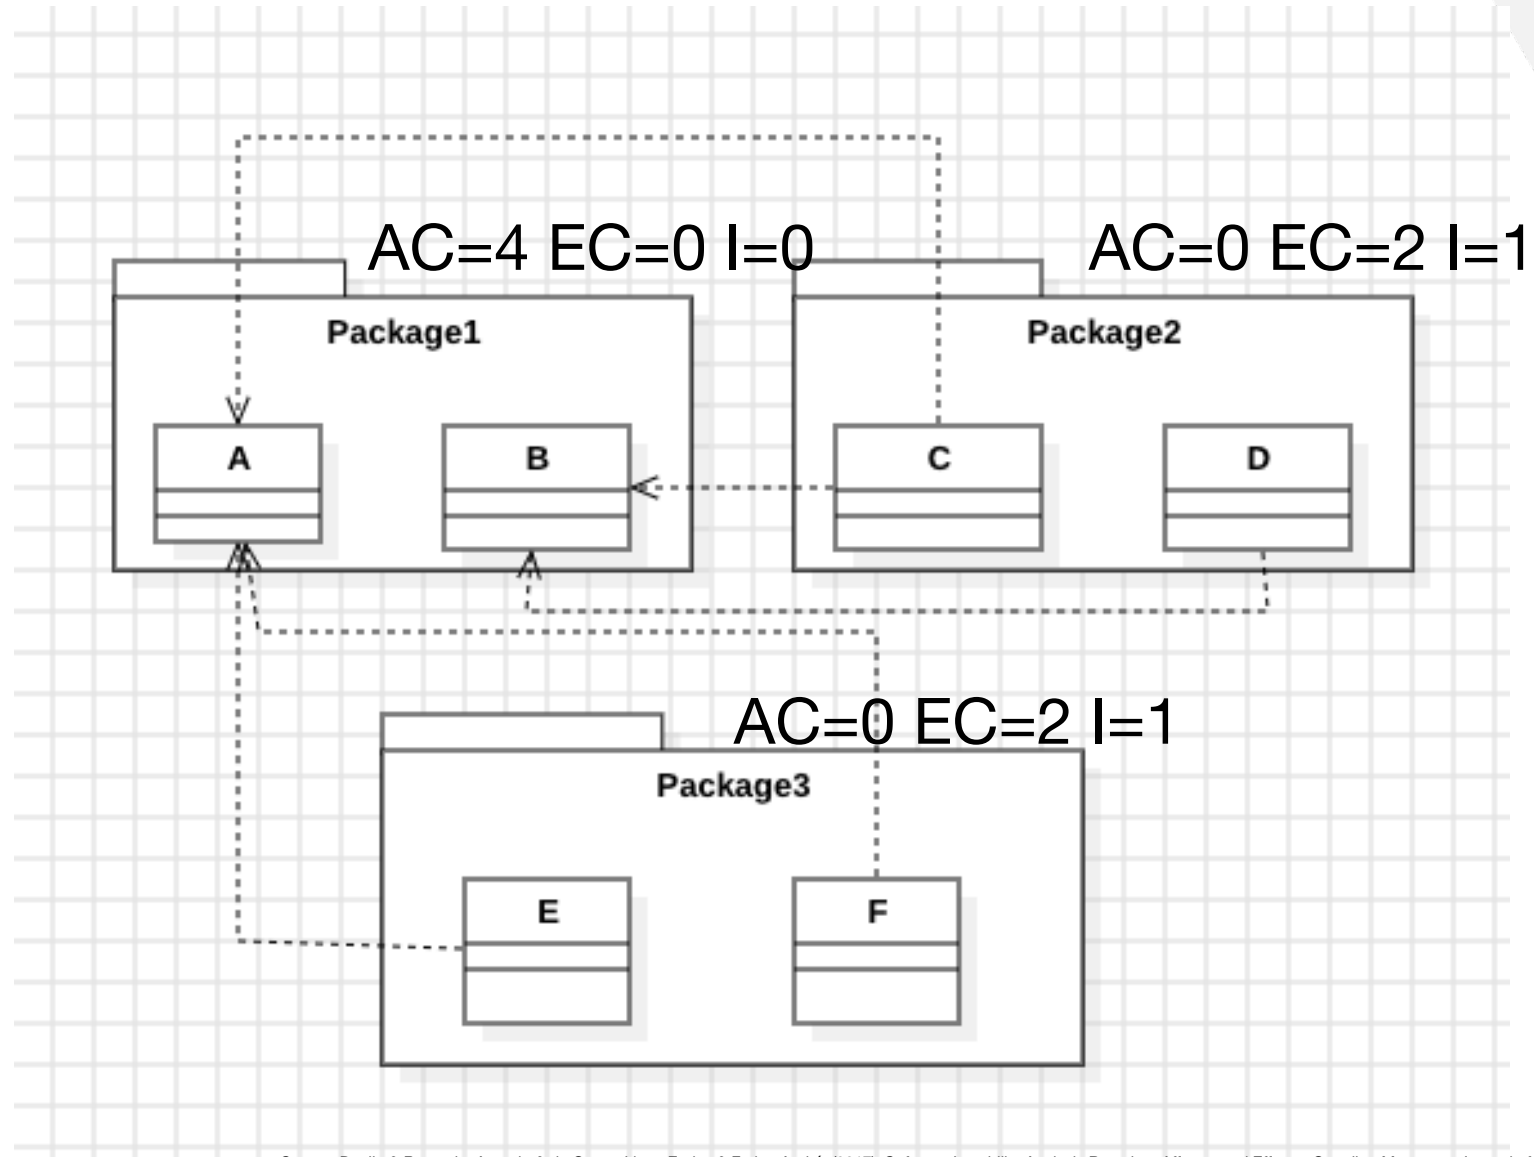 AC=4 EC=0 I=0
AC=0 EC=2 I=1
Package1
Package2
A
B
C
D
AC=0 EC=2 I=1
Package3
E
F